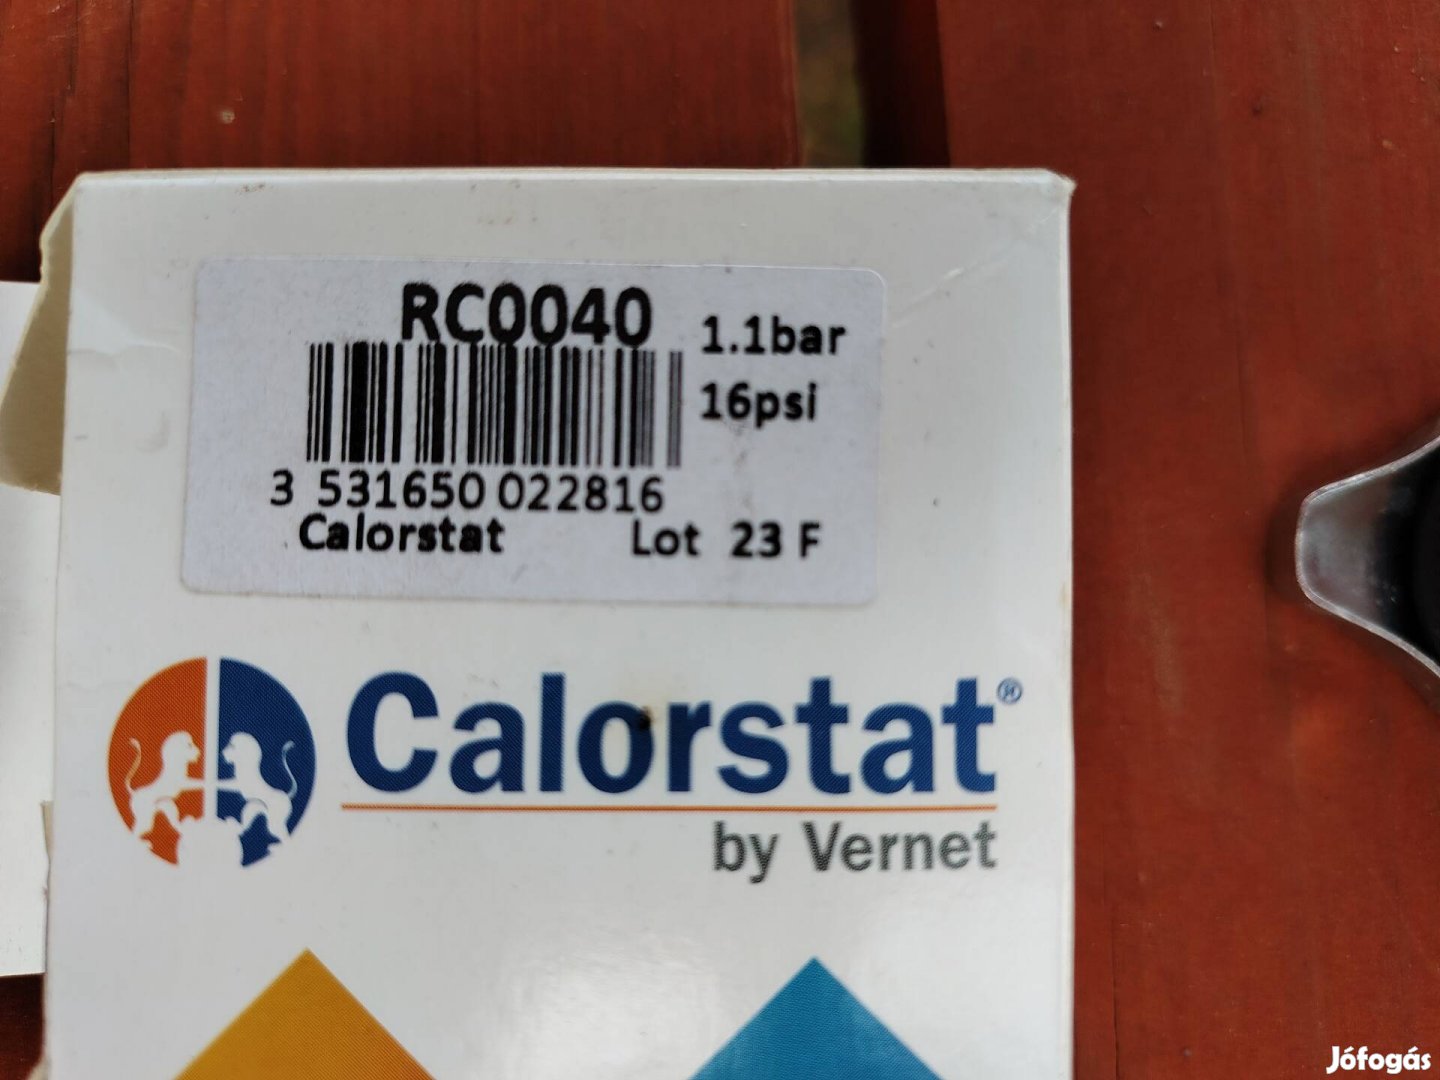 RC0040
1.1bar
16psi
3 531650 022816
Calorstat Lot 23 F
Calorstat®
by Vernet
Jófogás